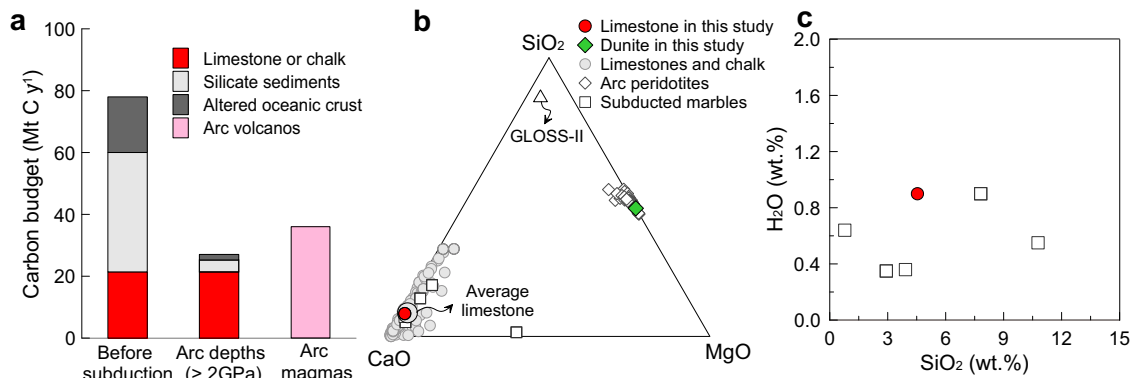 a
Carbon budget (Mt C y¹)
100
80
60
40
20
0
Limestone or chalk
Silicate sediments
Altered oceanic crust
Arc volcanos
Before
subduction
Arc depths
(> 2GPa)
Arc
magmas
b
SiO₂
Limestone in this study
Dunite in this study
Limestones and chalk
Arc peridotites
Subducted marbles
GLOSS-II
Average
limestone
CaO
MgO
c
H₂O (wt.%)
2.0
1.6
1.2
0.8
0.4
0.0
0
3
6
9
12
15
SiO₂ (wt.%)